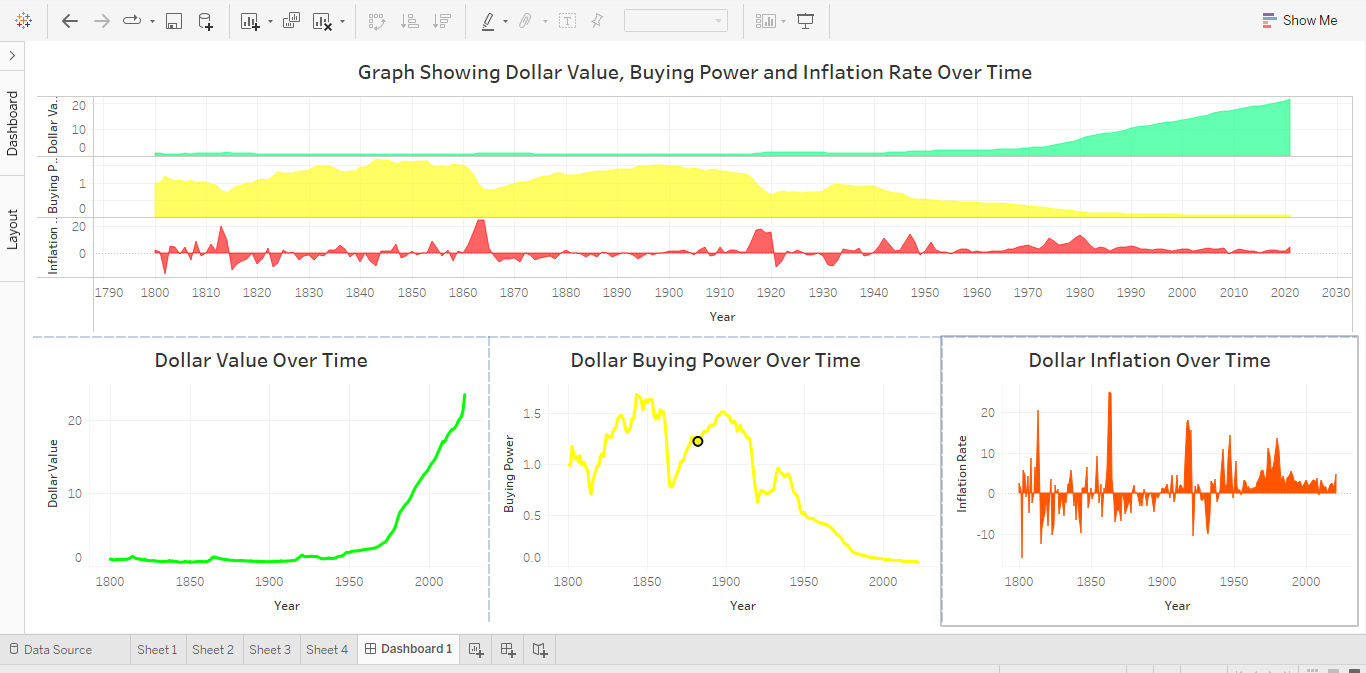 Show Me
Dashboard
Layout
Graph Showing Dollar Value, Buying Power and Inflation Rate Over Time
Dollar Va..
20
10
0
Buying P..
1
0
Inflation ..
20
0
1790 1800 1810 1820 1830 1840 1850 1860 1870 1880 1890 1900 1910 1920 1930 1940 1950 1960 1970 1980 1990 2000 2010 2020 2030
Year
Dollar Value Over Time
Dollar Value
20
10
0
1800 1850 1900 1950 2000
Year
Dollar Buying Power Over Time
Buying Power
1.5
1.0
0.5
0.0
1800 1850 1900 1950 2000
Year
Dollar Inflation Over Time
Inflation Rate
20
10
0
-10
1800 1850 1900 1950 2000
Year
Data Source Sheet 1 Sheet 2 Sheet 3 Sheet 4 Dashboard 1